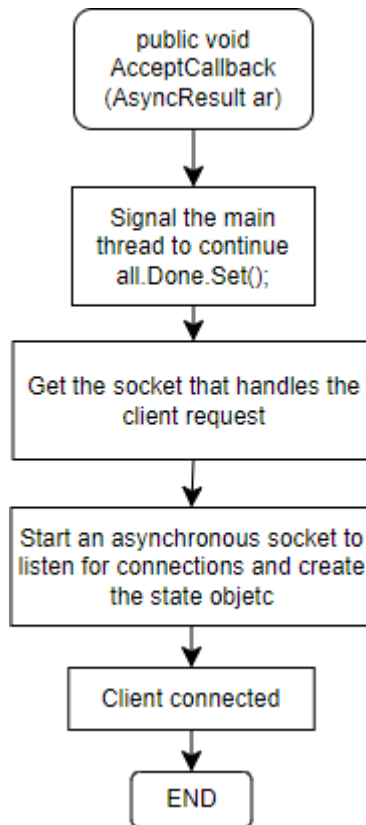 public void
AcceptCallback
(AsyncResult ar)
Signal the main
thread to continue
all.Done.Set();
Get the socket that handles the
client request
Start an asynchronous socket to
listen for connections and create
the state objetc
Client connected
END